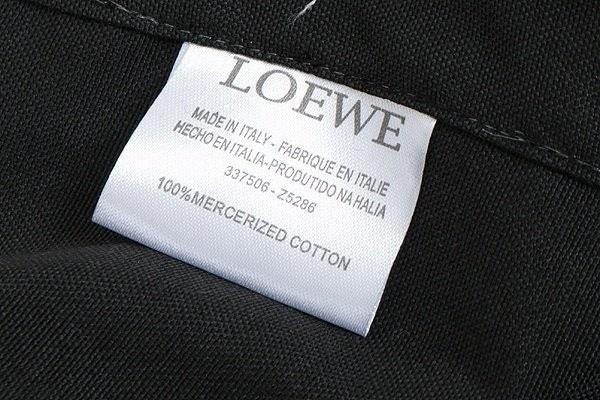 LOEWE
MADE IN ITALY - FABRIQUE EN ITALIE
HECHO EN ITALIA-PRODUTIDO NA HALIA
337506 - Z5286
100%MERCERIZED COTTON